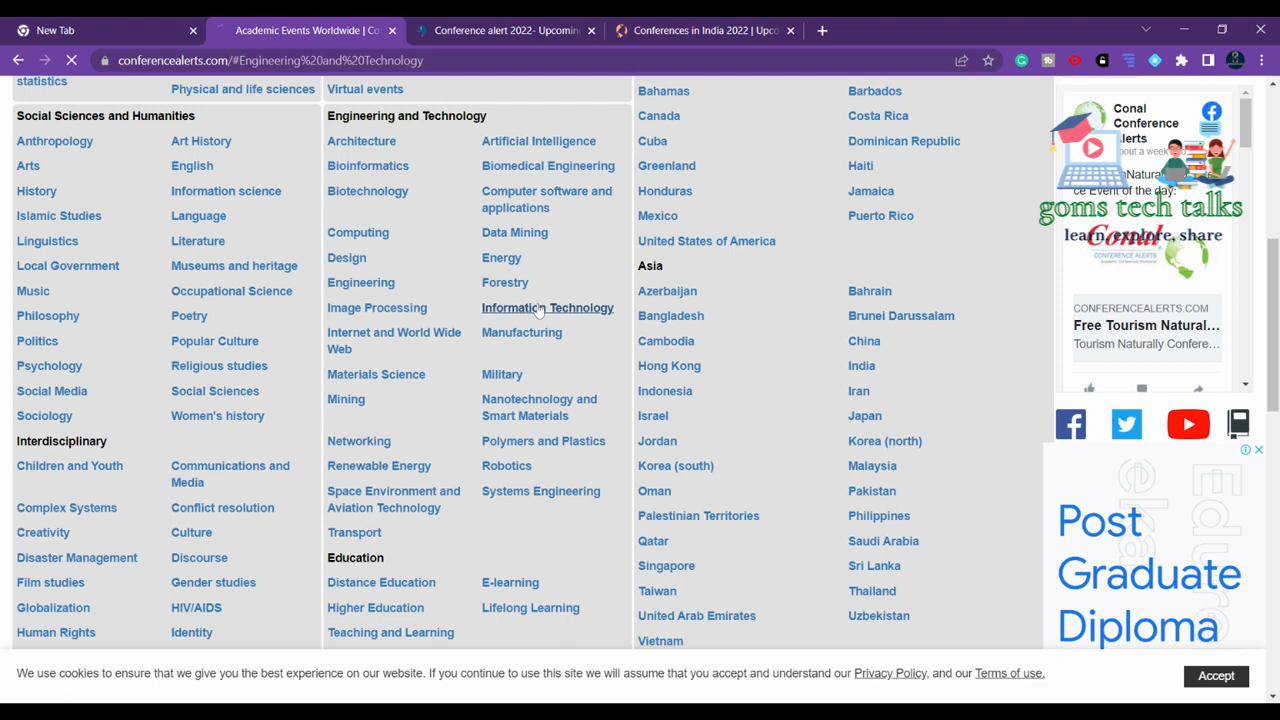 New Tab
Academic Events Worldwide | Co
Conference alert 2022- Upcomin
Conferences in India 2022 | Upco
conferencealerts.com/#Engineering%20and%20Technology
statistics
Physical and life sciences
Virtual events
Social Sciences and Humanities
Anthropology
Art History
Arts
English
History
Information science
Islamic Studies
Language
Linguistics
Literature
Local Government
Museums and heritage
Music
Occupational Science
Philosophy
Poetry
Politics
Popular Culture
Psychology
Religious studies
Social Media
Social Sciences
Sociology
Women's history
Interdisciplinary
Children and Youth
Communications and
Media
Complex Systems
Conflict resolution
Creativity
Culture
Disaster Management
Discourse
Film studies
Gender studies
Globalization
HIV/AIDS
Human Rights
Identity
Engineering and Technology
Architecture
Artificial Intelligence
Bioinformatics
Biomedical Engineering
Biotechnology
Computer software and
applications
Computing
Data Mining
Design
Energy
Engineering
Forestry
Image Processing
Information Technology
Internet and World Wide
Web
Manufacturing
Materials Science
Military
Mining
Nanotechnology and
Smart Materials
Networking
Polymers and Plastics
Renewable Energy
Robotics
Space Environment and
Aviation Technology
Systems Engineering
Transport
Education
Distance Education
E-learning
Higher Education
Lifelong Learning
Teaching and Learning
Bahamas
Barbados
Canada
Costa Rica
Cuba
Dominican Republic
Greenland
Haiti
Honduras
Jamaica
Mexico
Puerto Rico
United States of America
Asia
Azerbaijan
Bahrain
Bangladesh
Brunei Darussalam
Cambodia
China
Hong Kong
India
Indonesia
Iran
Israel
Japan
Jordan
Korea (north)
Korea (south)
Malaysia
Oman
Pakistan
Palestinian Territories
Philippines
Qatar
Saudi Arabia
Singapore
Sri Lanka
Taiwan
Thailand
United Arab Emirates
Uzbekistan
Vietnam
Conal
Conference
Alerts
about a week
ce Event of the day:
goms tech talks
learn, explore, share
Conal
CONFERENCE ALERTS
CONFERENCEALERTS.COM
Free Tourism Natural...
Tourism Naturally Confere...
Post
Graduate
Diploma
We use cookies to ensure that we give you the best experience on our website. If you continue to use this site we will assume that you accept and understand our Privacy Policy, and our Terms of use.
Accept